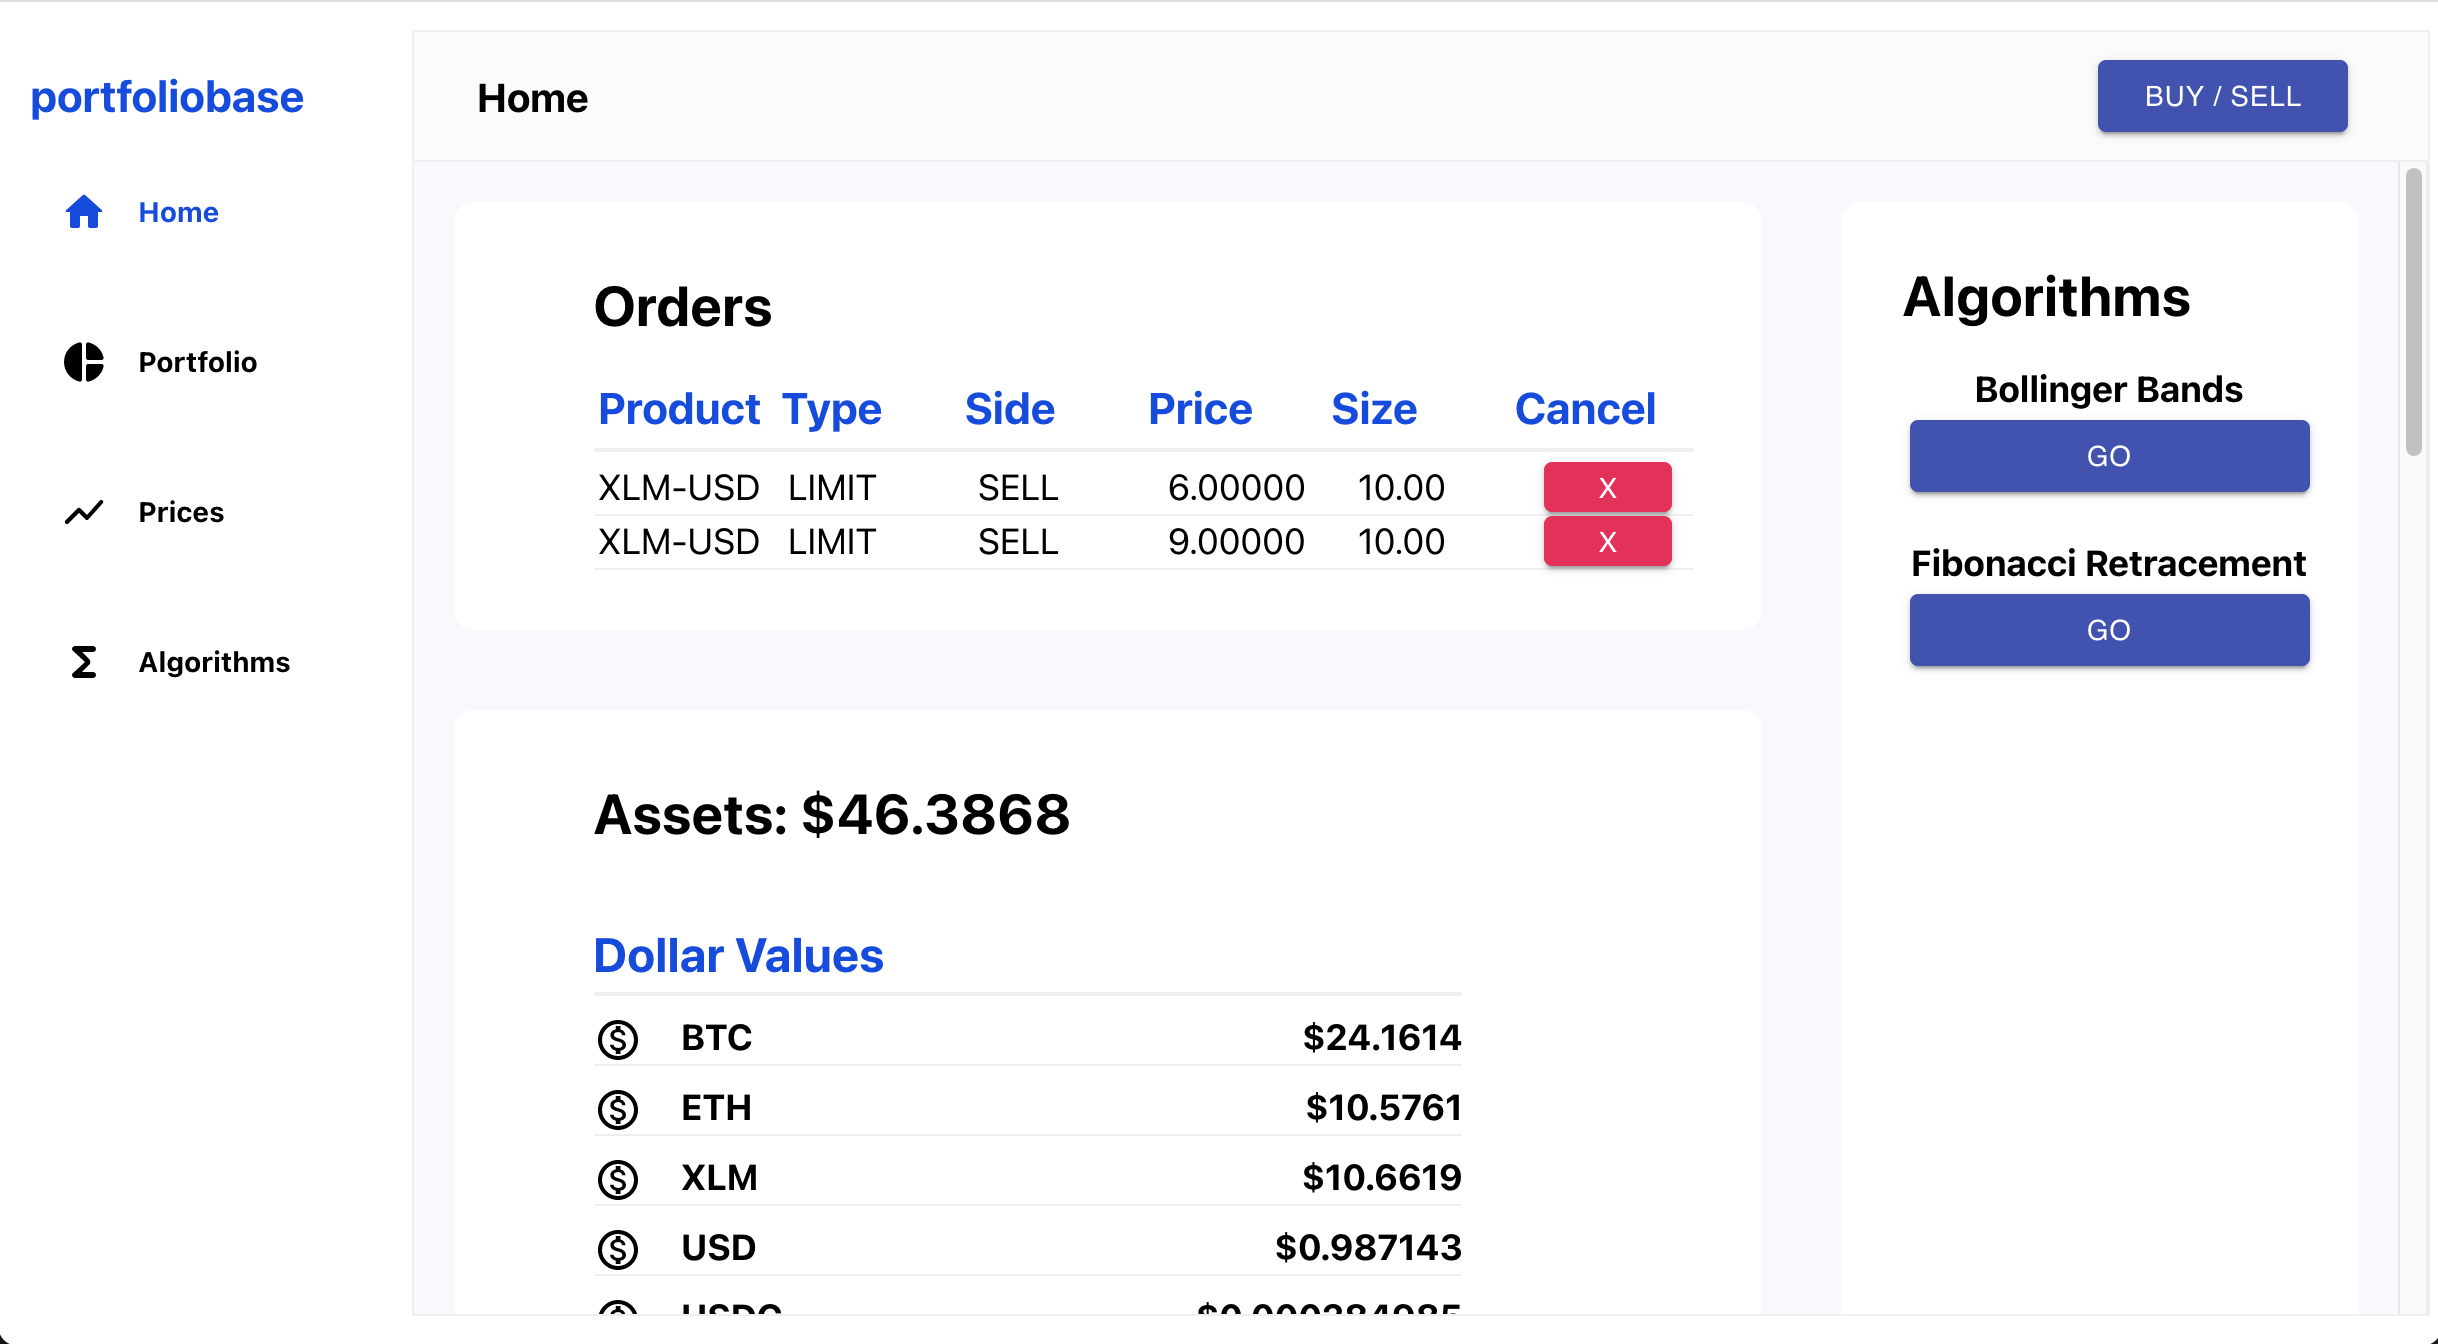 portfoliobase
Home
Portfolio
Prices
Algorithms
Home
BUY / SELL
Orders
Product Type Side Price Size Cancel
XLM-USD LIMIT SELL 6.00000 10.00 X
XLM-USD LIMIT SELL 9.00000 10.00 X
Assets: $46.3868
Dollar Values
BTC $24.1614
ETH $10.5761
XLM $10.6619
USD $0.987143
USDC
Algorithms
Bollinger Bands
GO
Fibonacci Retracement
GO